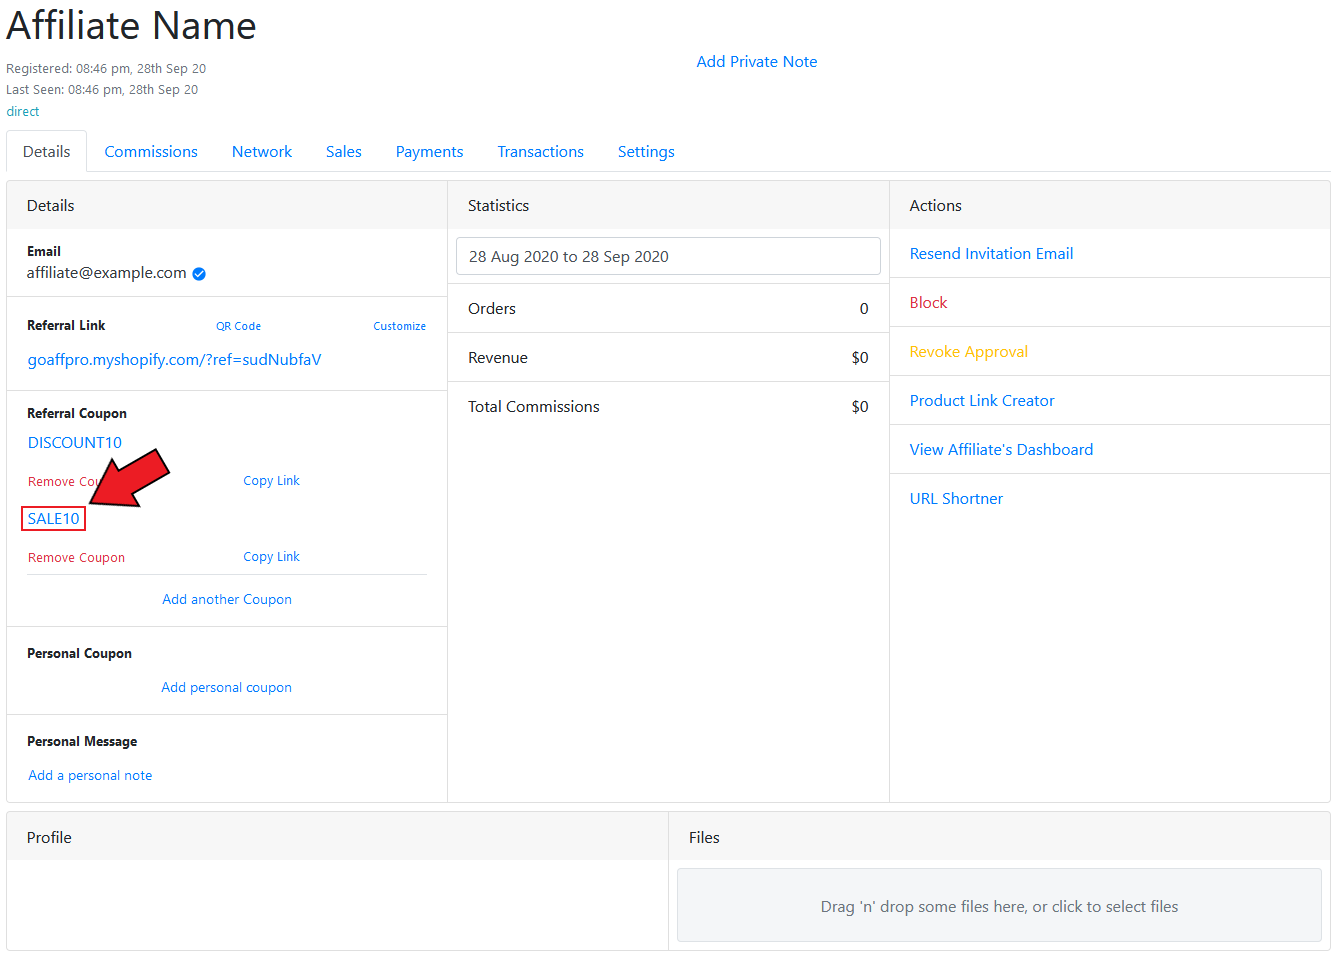 Affiliate Name
Registered: 08:46 pm, 28th Sep 20
Last Seen: 08:46 pm, 28th Sep 20
direct
Add Private Note
Details Commissions Network Sales Payments Transactions Settings
Details
Email
affiliate@example.com
Referral Link QR Code Customize
goaffpro.myshopify.com/?ref=sudNubfaV
Referral Coupon
DISCOUNT10
Remove Cou Copy Link
SALE10
Remove Coupon Copy Link
Add another Coupon
Personal Coupon
Add personal coupon
Personal Message
Add a personal note
Statistics
28 Aug 2020 to 28 Sep 2020
Orders 0
Revenue $0
Total Commissions $0
Actions
Resend Invitation Email
Block
Revoke Approval
Product Link Creator
View Affiliate's Dashboard
URL Shortner
Profile
Files
Drag 'n' drop some files here, or click to select files